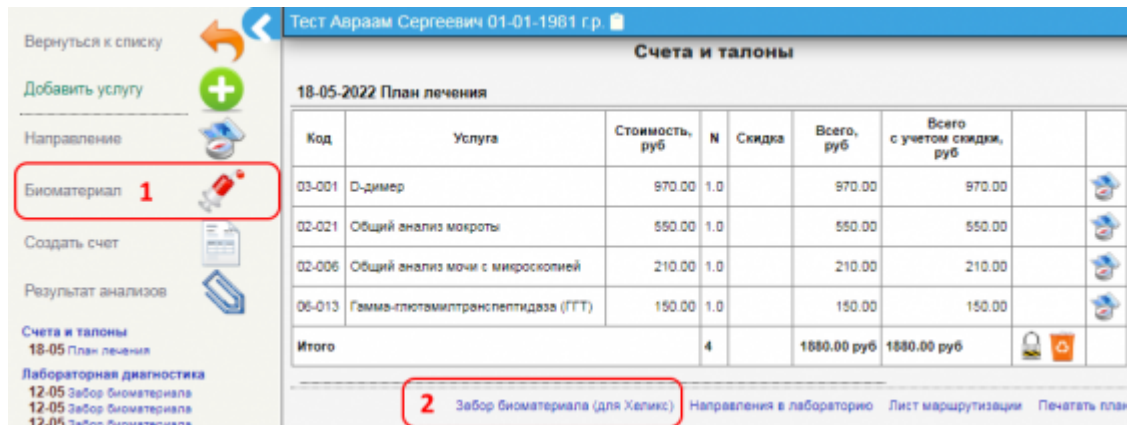 Тест Авраам Сергеевич 01-01-1981 г.р.
Вернуться к списку
Добавить услугу
Направление
Биоматериал 1
Создать счет
Результат анализов
Счета и талоны
18-05 План лечения
Лабораторная диагностика
12-05 Забор биоматериала
12-05 Забор биоматериала
12-05 Забор биоматериала
Счета и талоны
18-05-2022 План лечения
Код Услуга Стоимость, руб N Скидка Всего, руб Всего с учетом скидки, руб
03-001 D-димер 970.00 1.0 970.00 970.00
02-021 Общий анализ мокроты 550.00 1.0 550.00 550.00
02-006 Общий анализ мочи с микроскопией 210.00 1.0 210.00 210.00
06-013 Гамма-глютамилтранспептидаза (ГГТ) 150.00 1.0 150.00 150.00
Итого 4 1880.00 руб 1880.00 руб
2 Забор биоматериала (для Хеликс) Направления в лабораторию Лист маршрутизации Печатать план